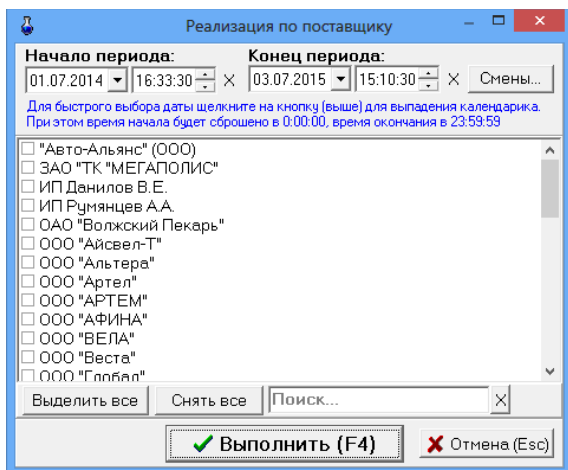 Реализация по поставщику
Начало периода: Конец периода:
01.07.2014 16:33:30 X 03.07.2015 15:10:30 X Смены...
Для быстрого выбора даты щелкните на кнопку (выше) для выпадения календарика.
При этом время начала будет сброшено в 0:00:00, время окончания в 23:59:59
"Авто-Альянс" (ООО)
ЗАО "ТК "МЕГАПОЛИС"
ИП Данилов В.Е.
ИП Румянцев А.А.
ОАО "Волжский Пекарь"
ООО "Айсвел-Т"
ООО "Альтера"
ООО "Артел"
ООО "АРТЕМ"
ООО "АФИНА"
ООО "ВЕЛА"
ООО "Веста"
ООО "Глобал"
Выделить все Снять все Поиск... X
Выполнить (F4) Отмена (Esc)